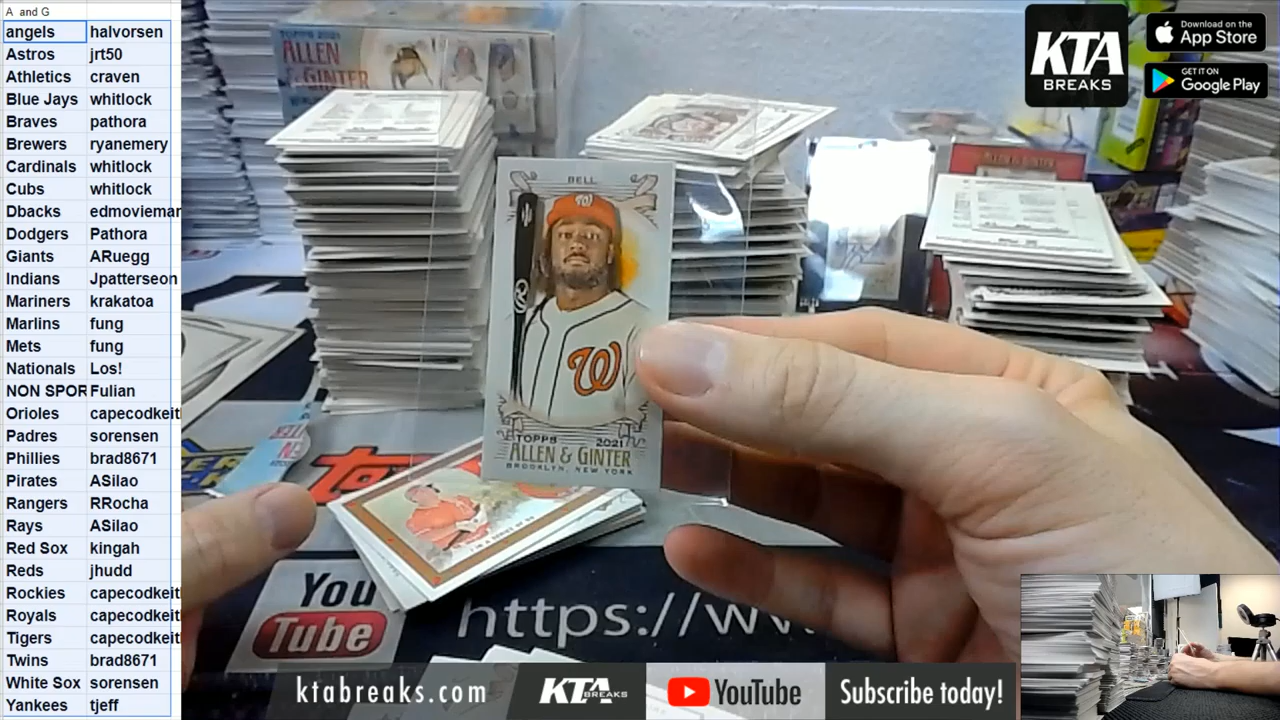 A and G
angels halvorsen
Astros jrt50
Athletics craven
Blue Jays whitlock
Braves pathora
Brewers ryanemery
Cardinals whitlock
Cubs whitlock
Dbacks edmoviemar
Dodgers Pathora
Giants ARuegg
Indians Jpatterseon
Mariners krakatoa
Marlins fung
Mets fung
Nationals Los!
NON SPOR Fulian
Orioles capecodkeit
Padres sorensen
Phillies brad8671
Pirates ASilao
Rangers RRocha
Rays ASilao
Red Sox kingah
Reds jhudd
Rockies capecodkeit
Royals capecodkeit
Tigers capecodkeit
Twins brad8671
White Sox sorensen
Yankees tjeff
TOPPS 2021
ALLEN
& GINTER
KTA
BREAKS
Download on the
App Store
GET IT ON
Google Play
ALLEN & GINTER
BELL
W
W
TOPPS 2021
ALLEN & GINTER
BROOKLYN, NEW YORK
You
Tube
https://w
ktabreaks.com
KTA BREAKS
YouTube
Subscribe today!